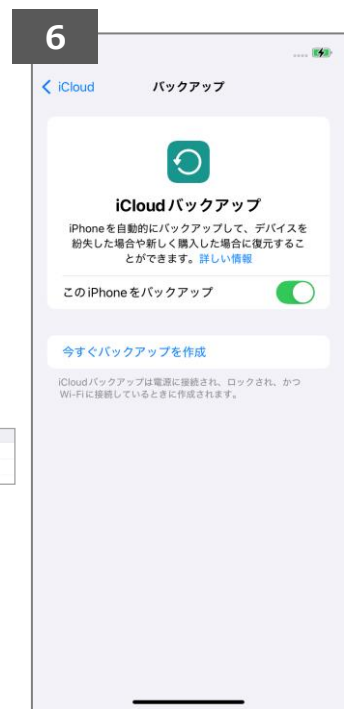 6
iCloud
バックアップ
iCloud バックアップ
iPhoneを自動的にバックアップして、デバイスを
紛失した場合や新しく購入した場合に復元するこ
とができます。詳しい情報
このiPhoneをバックアップ
今すぐバックアップを作成
iCloudバックアップは電源に接続され、ロックされ、かつ
Wi-Fiに接続しているときに作成されます。